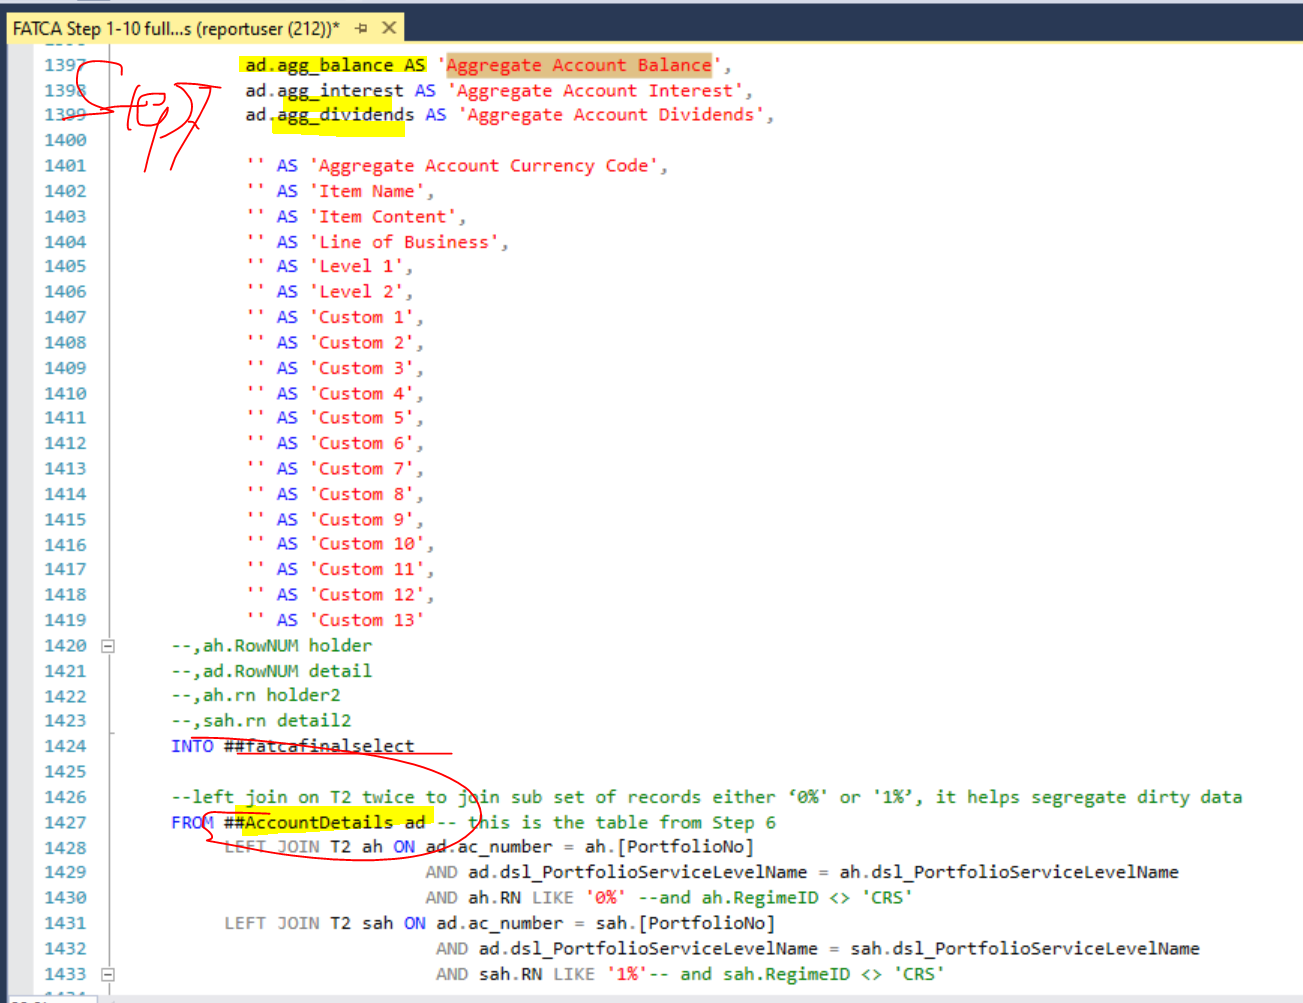 FATCA Step 1-10 full...s (reportuser (212))*
1397 ad.agg_balance AS 'Aggregate Account Balance',
1398 ad.agg_interest AS 'Aggregate Account Interest',
1399 ad.agg_dividends AS 'Aggregate Account Dividends',
Step 7
1400
1401 '' AS 'Aggregate Account Currency Code',
1402 '' AS 'Item Name',
1403 '' AS 'Item Content',
1404 '' AS 'Line of Business',
1405 '' AS 'Level 1',
1406 '' AS 'Level 2',
1407 '' AS 'Custom 1',
1408 '' AS 'Custom 2',
1409 '' AS 'Custom 3',
1410 '' AS 'Custom 4',
1411 '' AS 'Custom 5',
1412 '' AS 'Custom 6',
1413 '' AS 'Custom 7',
1414 '' AS 'Custom 8',
1415 '' AS 'Custom 9',
1416 '' AS 'Custom 10',
1417 '' AS 'Custom 11',
1418 '' AS 'Custom 12',
1419 '' AS 'Custom 13'
1420 --,ah.RowNUM holder
1421 --,ad.RowNUM detail
1422 --,ah.rn holder2
1423 --,sah.rn detail2
1424 INTO ##fatcafinalselect
1425
1426 --left join on T2 twice to join sub set of records either ‘0%' or '1%’, it helps segregate dirty data
1427 FROM ##AccountDetails ad -- this is the table from Step 6
1428 LEFT JOIN T2 ah ON ad.ac_number = ah.[PortfolioNo]
1429 AND ad.dsl_PortfolioServiceLevelName = ah.dsl_PortfolioServiceLevelName
1430 AND ah.RN LIKE '0%' --and ah.RegimeID <> 'CRS'
1431 LEFT JOIN T2 sah ON ad.ac_number = sah.[PortfolioNo]
1432 AND ad.dsl_PortfolioServiceLevelName = sah.dsl_PortfolioServiceLevelName
1433 AND sah.RN LIKE '1%'-- and sah.RegimeID <> 'CRS'